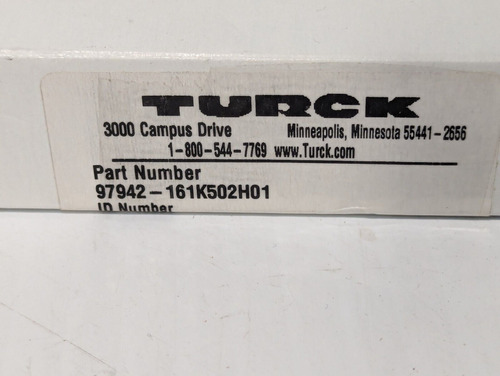 TURCK
3000 Campus Drive Minneapolis, Minnesota 55441-2656
1-800-544-7769 www.Turck.com
Part Number
97942-161K502H01
ID Number